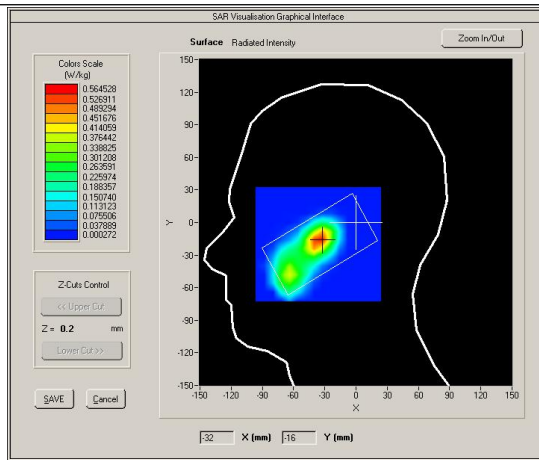 SAR Visualisation Graphical Interface
Surface Radiated Intensity
Zoom In/Out
Colors Scale
(W/kg)
0.564528
0.526911
0.489294
0.451676
0.414059
0.376442
0.338825
0.301208
0.263591
0.225974
0.188357
0.150740
0.113123
0.075506
0.037889
0.000272
Z-Cuts Control
<< Upper Cut
Z = 0.2 mm
Lower Cut >>
SAVE Cancel
150-
120-
90-
60-
30-
0-
-30-
-60-
-90-
-120-
-150-
Y
-150 -120 -90 -60 -30 0 30 60 90 120 150
X
-32 X (mm) -16 Y (mm)